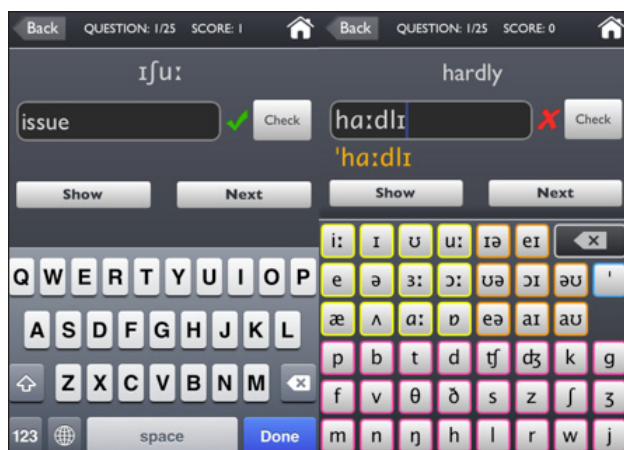 Back QUESTION: 1/25 SCORE: 1
ɪʃuː
issue Check
Show Next
Q W E R T Y U I O P
A S D F G H J K L
Z X C V B N M
123 space Done
Back QUESTION: 1/25 SCORE: 0
hardly
hɑːdlɪ Check
ˈhɑːdlɪ
Show Next
iː ɪ ʊ uː ɪə eɪ
e ə ɜː ɔː ʊə ɔɪ əʊ ˈ
æ ʌ ɑː ɒ eə aɪ aʊ
p b t d ʧ ʤ k g
f v θ ð s z ʃ ʒ
m n ŋ h l r w j